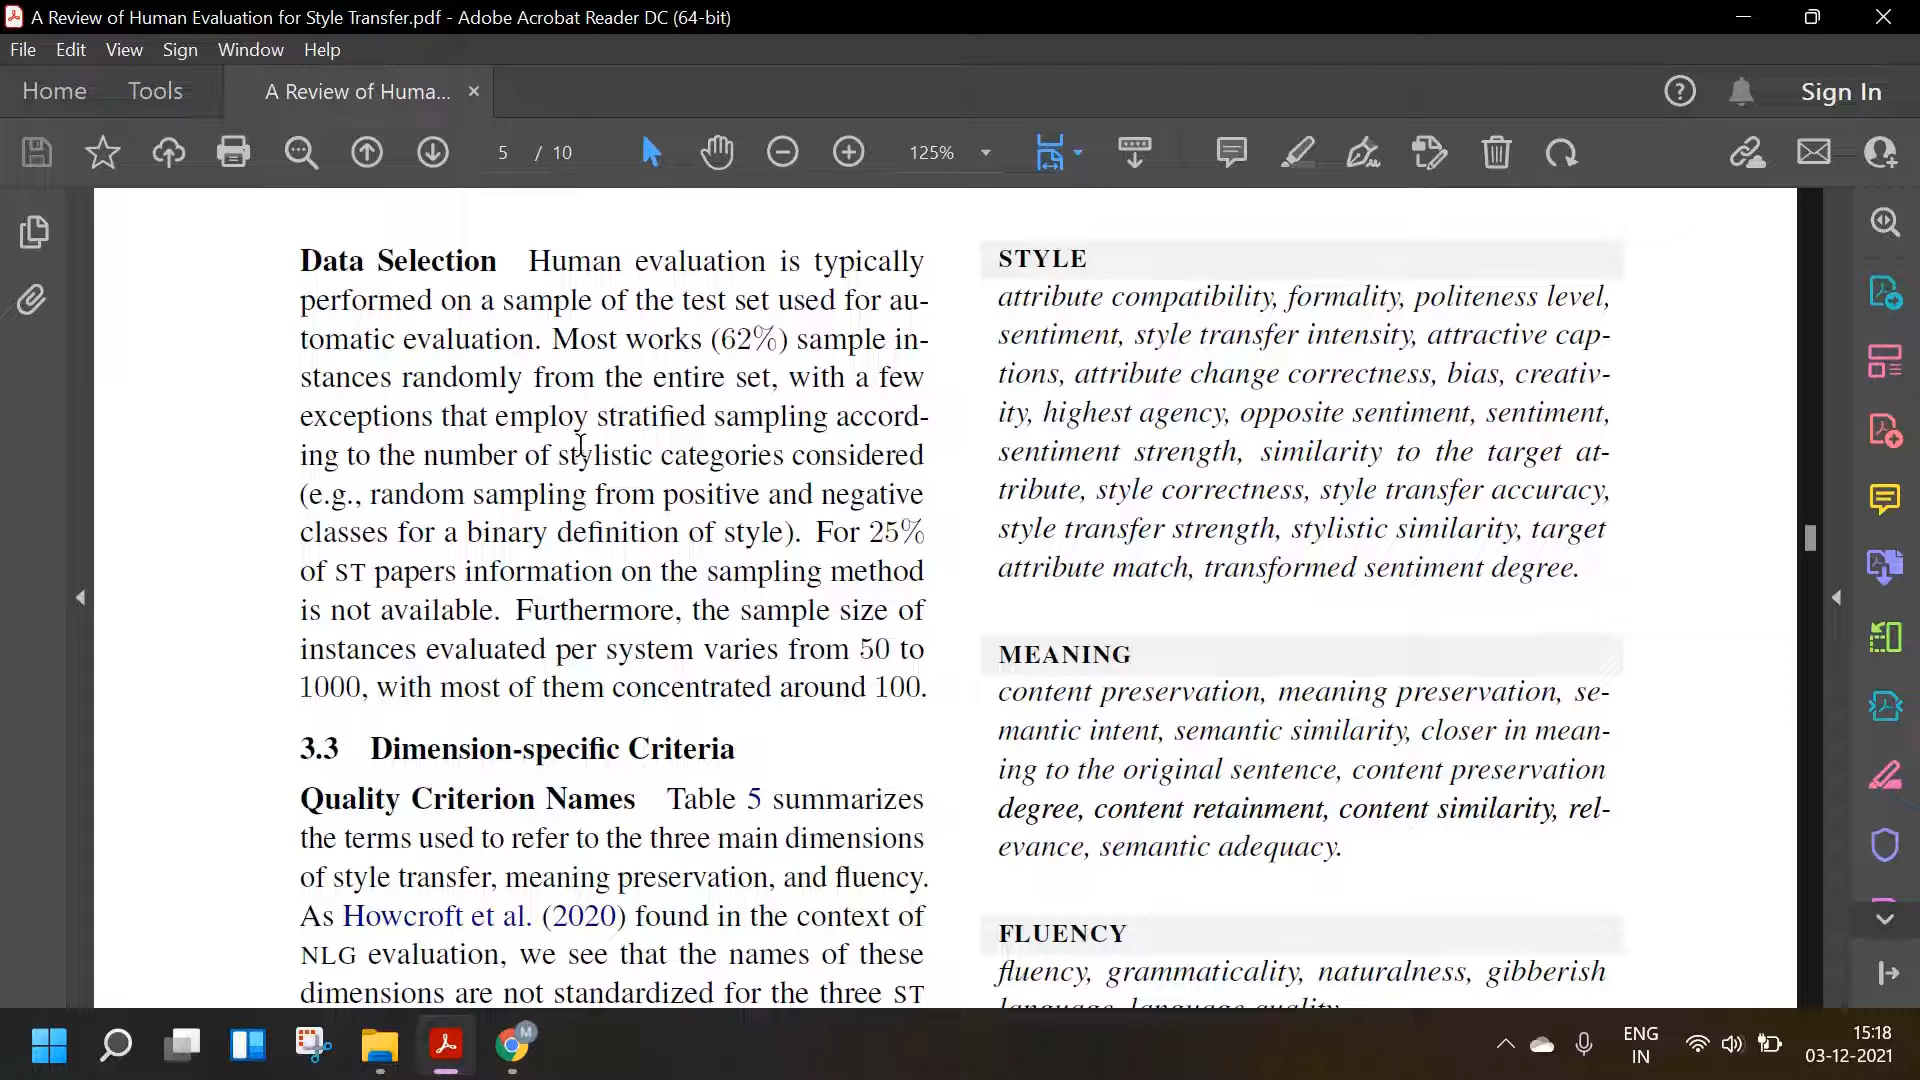 A Review of Human Evaluation for Style Transfer.pdf - Adobe Acrobat Reader DC (64-bit)
File Edit View Sign Window Help
Home Tools A Review of Huma... × Sign In
5 / 10 125%
Data Selection Human evaluation is typically
performed on a sample of the test set used for au-
tomatic evaluation. Most works (62%) sample in-
stances randomly from the entire set, with a few
exceptions that employ stratified sampling accord-
ing to the number of stylistic categories considered
(e.g., random sampling from positive and negative
classes for a binary definition of style). For 25%
of ST papers information on the sampling method
is not available. Furthermore, the sample size of
instances evaluated per system varies from 50 to
1000, with most of them concentrated around 100.
3.3 Dimension-specific Criteria
Quality Criterion Names Table 5 summarizes
the terms used to refer to the three main dimensions
of style transfer, meaning preservation, and fluency.
As Howcroft et al. (2020) found in the context of
NLG evaluation, we see that the names of these
dimensions are not standardized for the three ST
STYLE
attribute compatibility, formality, politeness level,
sentiment, style transfer intensity, attractive cap-
tions, attribute change correctness, bias, creativ-
ity, highest agency, opposite sentiment, sentiment,
sentiment strength, similarity to the target at-
tribute, style correctness, style transfer accuracy,
style transfer strength, stylistic similarity, target
attribute match, transformed sentiment degree.
MEANING
content preservation, meaning preservation, se-
mantic intent, semantic similarity, closer in mean-
ing to the original sentence, content preservation
degree, content retainment, content similarity, rel-
evance, semantic adequacy.
FLUENCY
fluency, grammaticality, naturalness, gibberish
language, language quality.
M
ENG
IN
15:18
03-12-2021